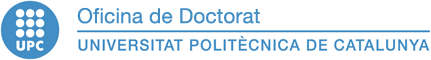 UPC
Oficina de Doctorat
UNIVERSITAT POLITÈCNICA DE CATALUNYA